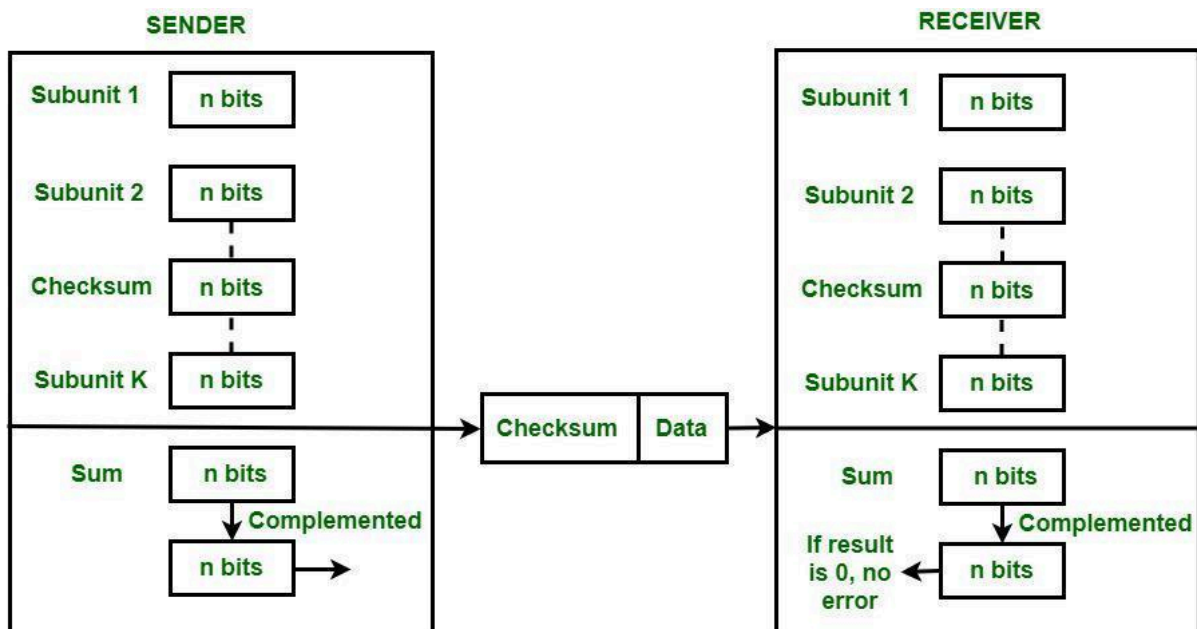 SENDER
Subunit 1
n bits
Subunit 2
n bits
Checksum
n bits
Subunit K
n bits
Sum
n bits
Complemented
n bits
Checksum
Data
RECEIVER
Subunit 1
n bits
Subunit 2
n bits
Checksum
n bits
Subunit K
n bits
Sum
n bits
Complemented
If result
is 0, no
error
n bits